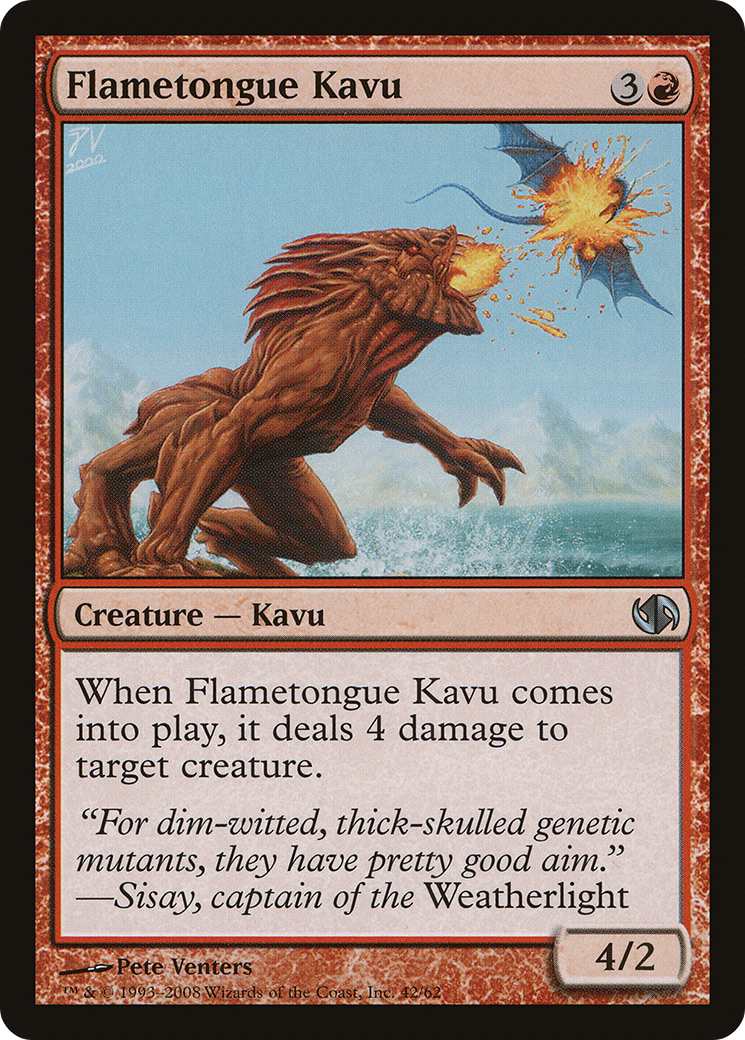 Flametongue Kavu
3
PV
2000
Creature — Kavu
When Flametongue Kavu comes
into play, it deals 4 damage to
target creature.
“For dim-witted, thick-skulled genetic
mutants, they have pretty good aim.”
—Sisay, captain of the Weatherlight
4/2
Pete Venters
™ & © 1993–2008 Wizards of the Coast, Inc. 42/62